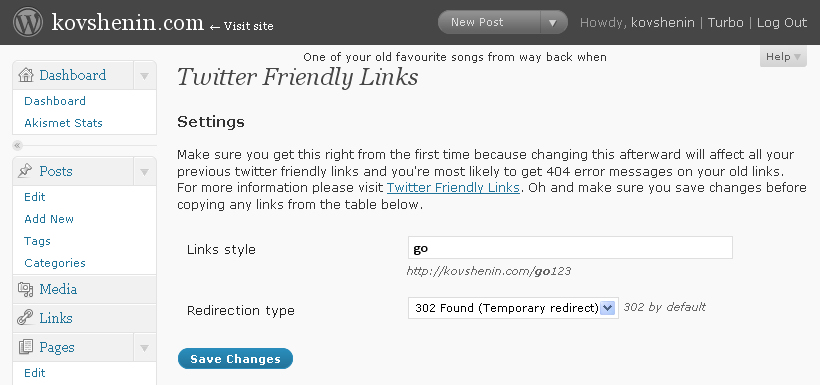 kovshenin.com ← Visit site
New Post
Howdy, kovshenin | Turbo | Log Out
One of your old favourite songs from way back when
Help
Dashboard
Dashboard
Akismet Stats
Posts
Edit
Add New
Tags
Categories
Media
Links
Pages
Edit
Twitter Friendly Links
Settings
Make sure you get this right from the first time because changing this afterward will affect all your
previous twitter friendly links and you're most likely to get 404 error messages on your old links.
For more information please visit Twitter Friendly Links. Oh and make sure you save changes before
copying any links from the table below.
Links style
go
http://kovshenin.com/go123
Redirection type
302 Found (Temporary redirect)
302 by default
Save Changes